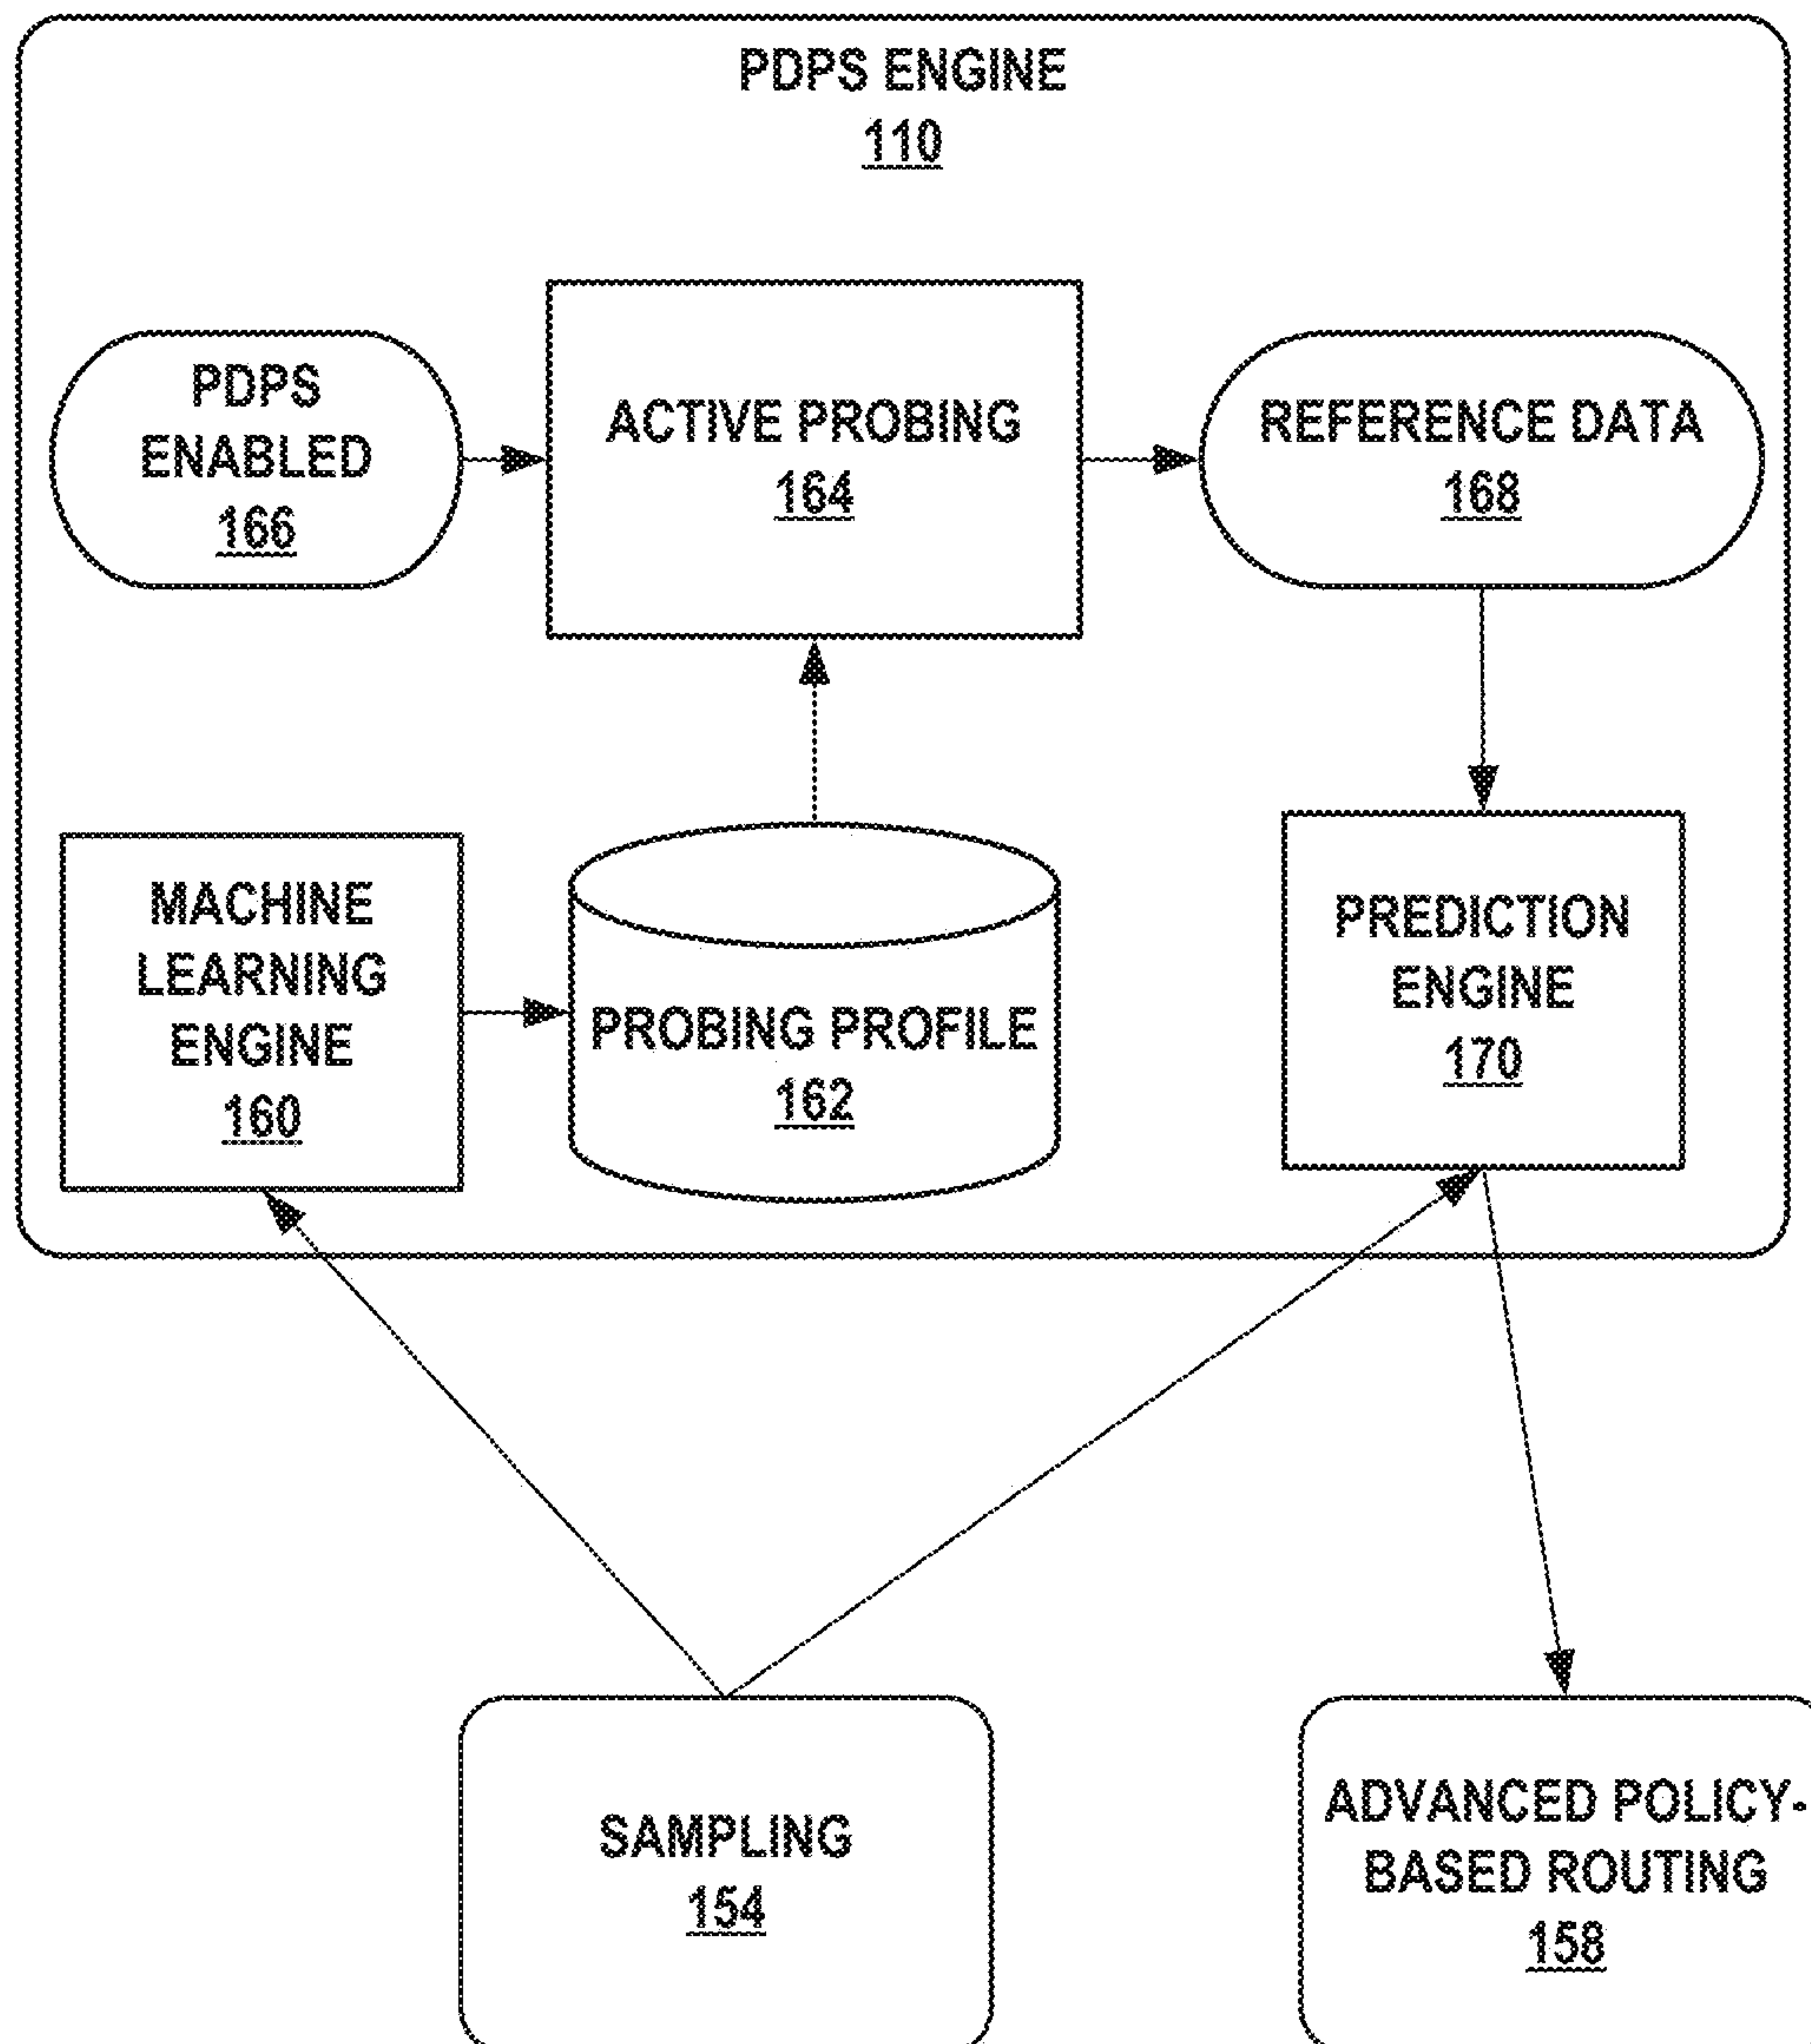 PDPS ENGINE
110
PDPS
ENABLED
166
ACTIVE PROBING
164
REFERENCE DATA
168
MACHINE
LEARNING
ENGINE
160
PROBING PROFILE
162
PREDICTION
ENGINE
170
SAMPLING
154
ADVANCED POLICY-
BASED ROUTING
158